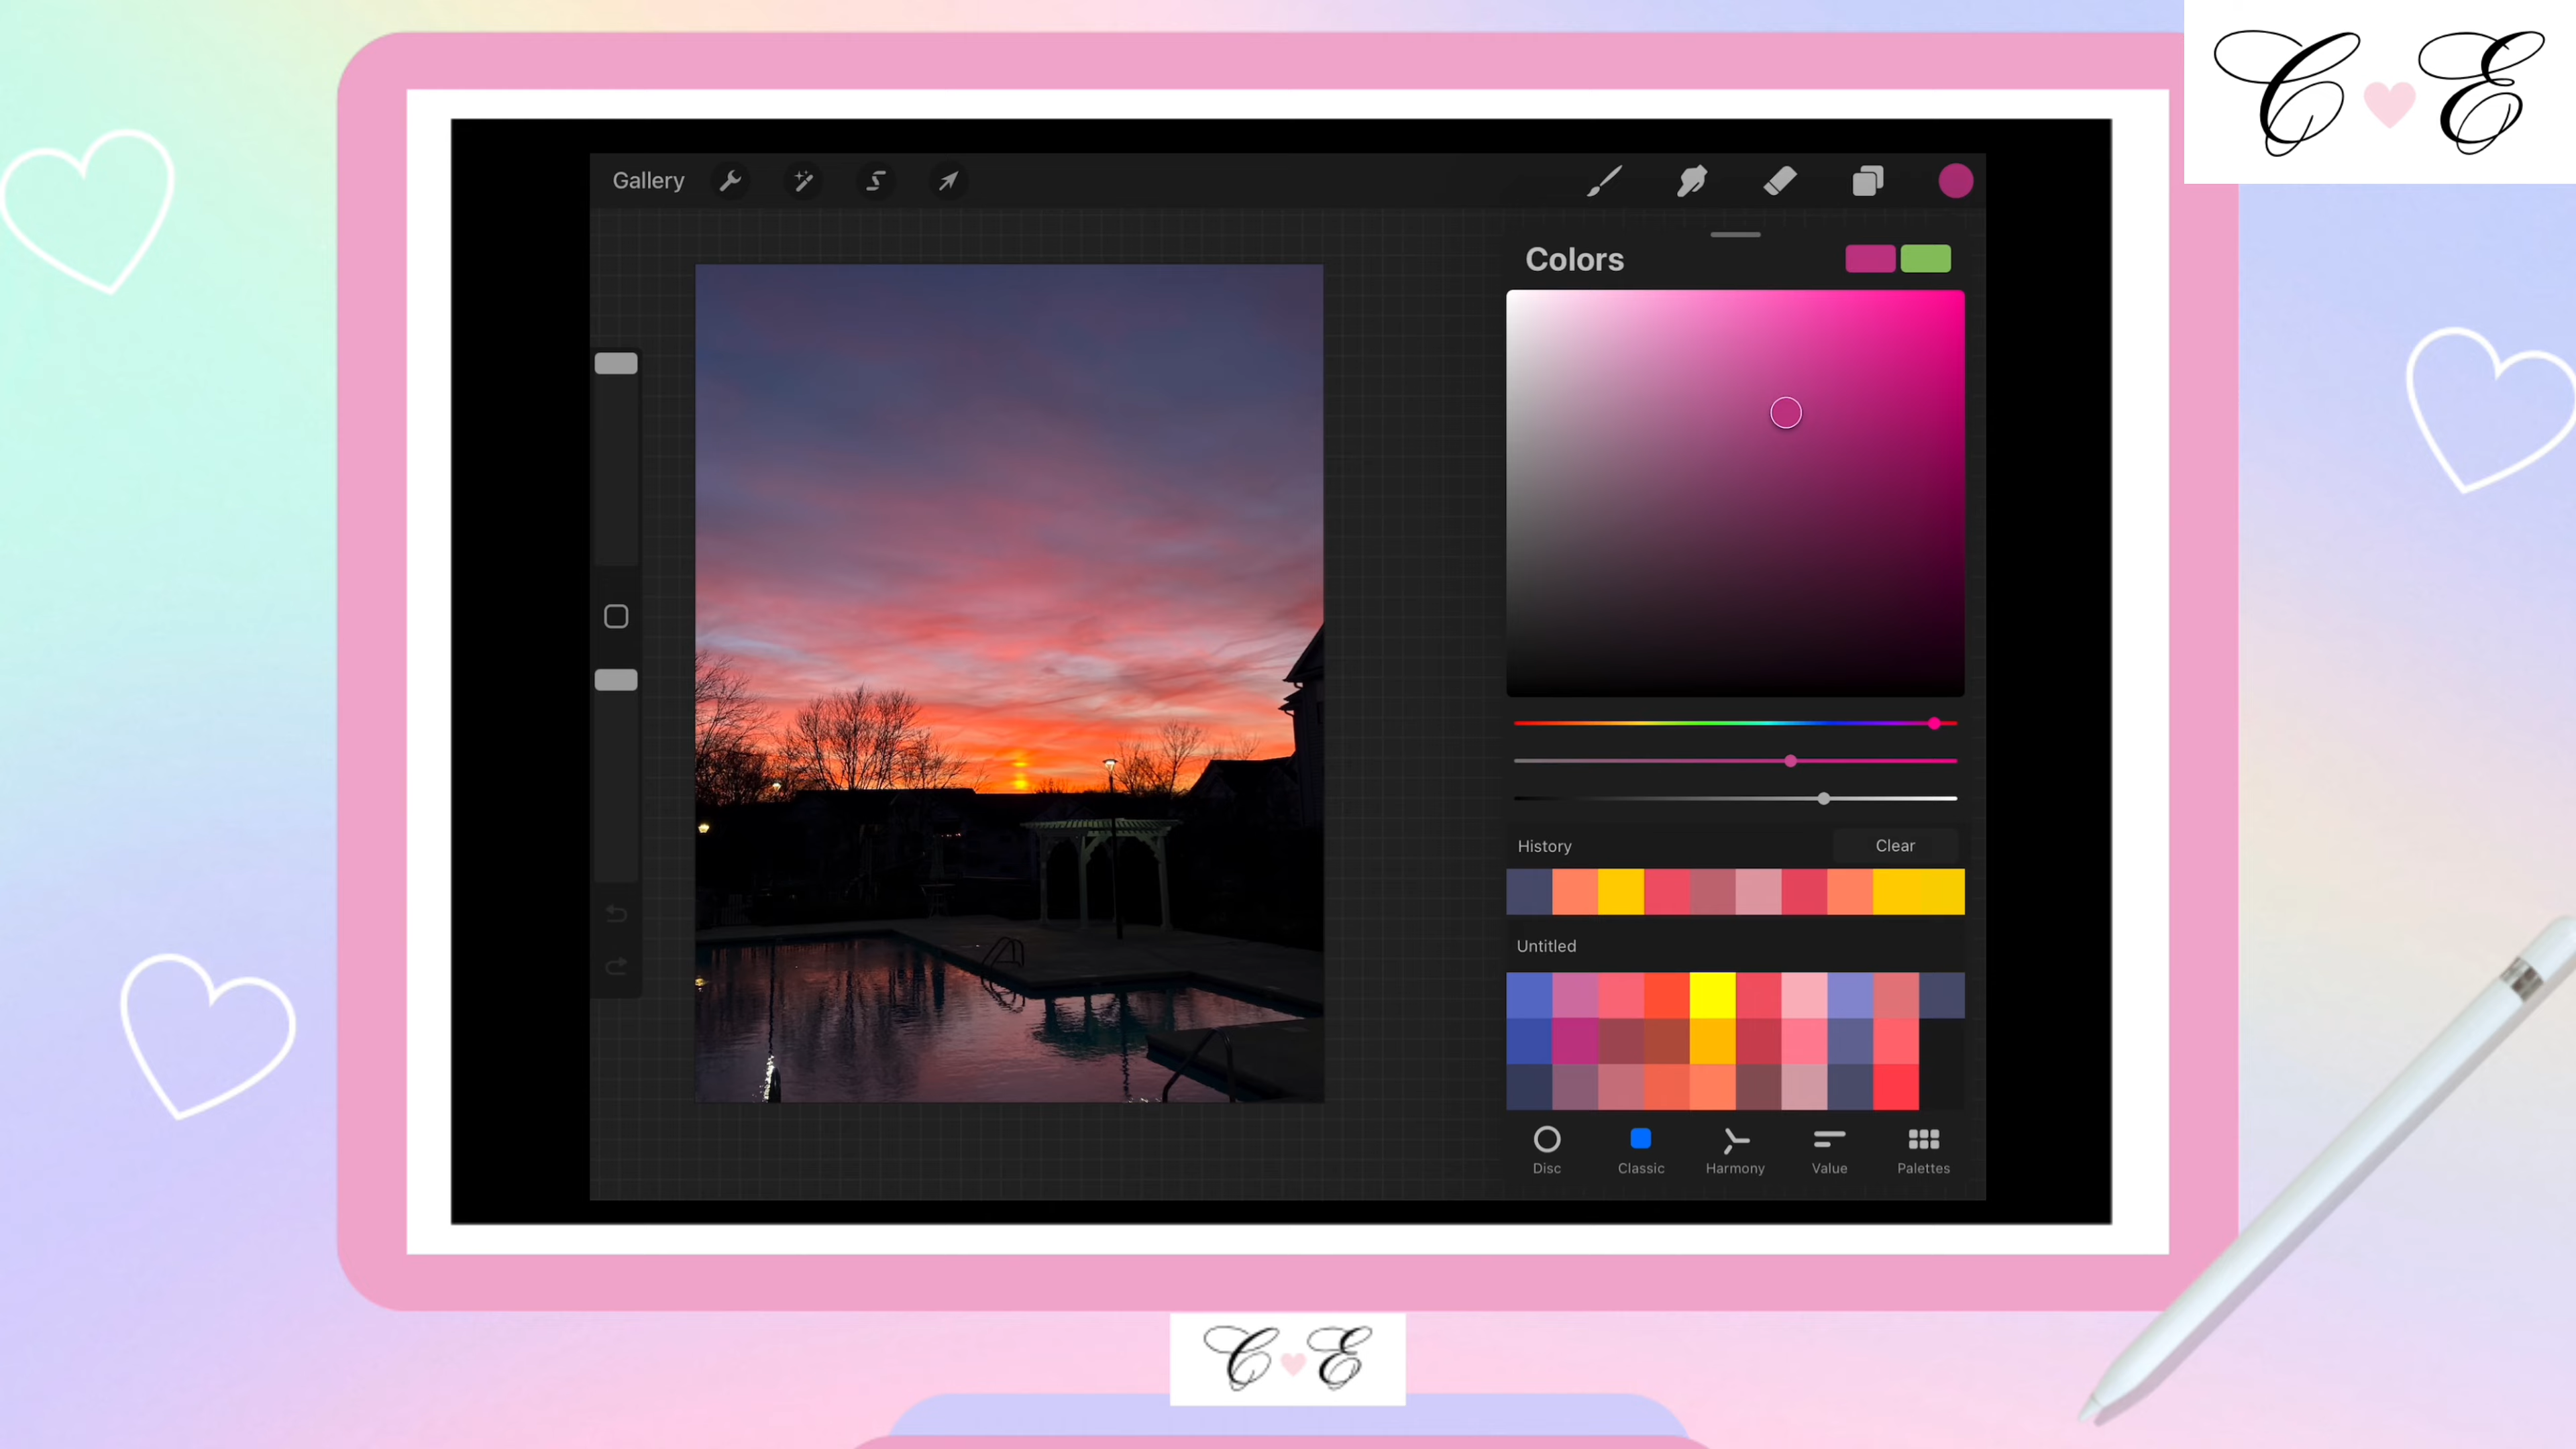 C E
Gallery
Colors
History Clear
Untitled
Disc Classic Harmony Value Palettes
C E